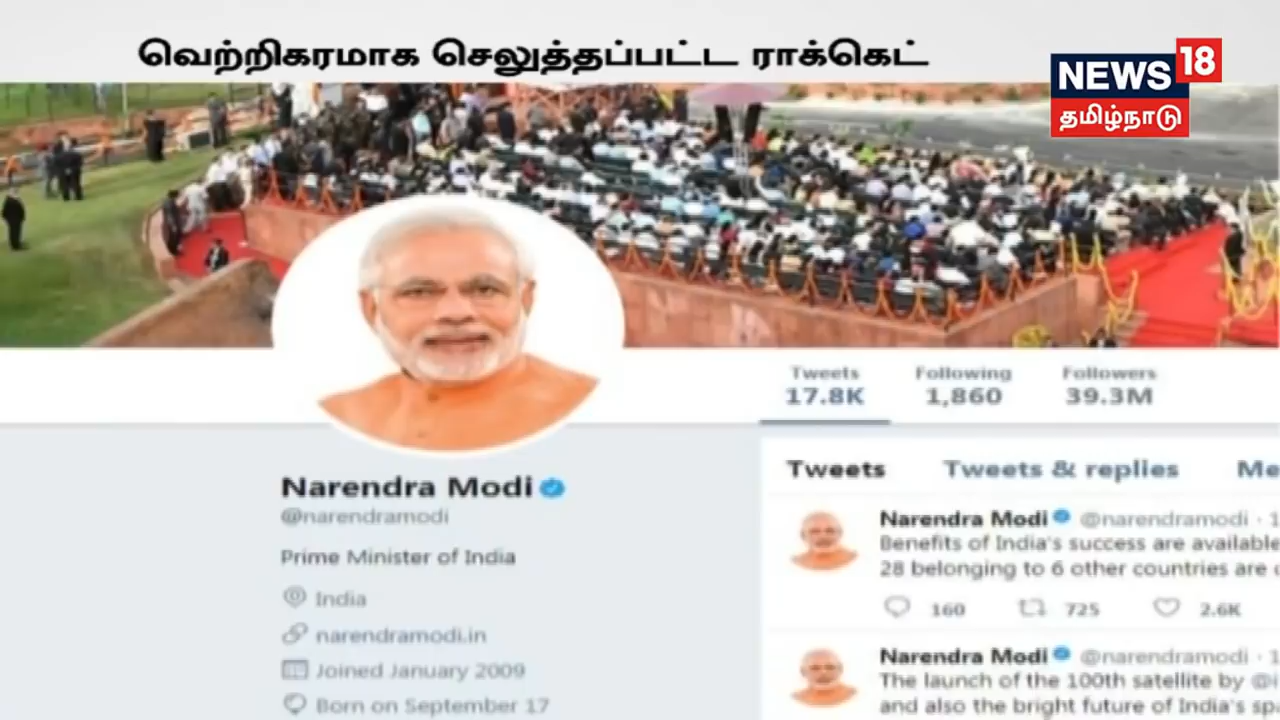 வெற்றிகரமாக செலுத்தப்பட்ட ராக்கெட்
NEWS 18
தமிழ்நாடு
Tweets Following Followers
17.8K 1,860 39.3M
Narendra Modi
@narendramodi
Prime Minister of India
India
narendramodi.in
Joined January 2009
Born on September 17
Tweets Tweets & replies
Narendra Modi @narendramodi
Benefits of India's success are available
28 belonging to 6 other countries are
160 725 2.6K
Narendra Modi @narendramodi
The launch of the 100th satellite by
and also the bright future of India's